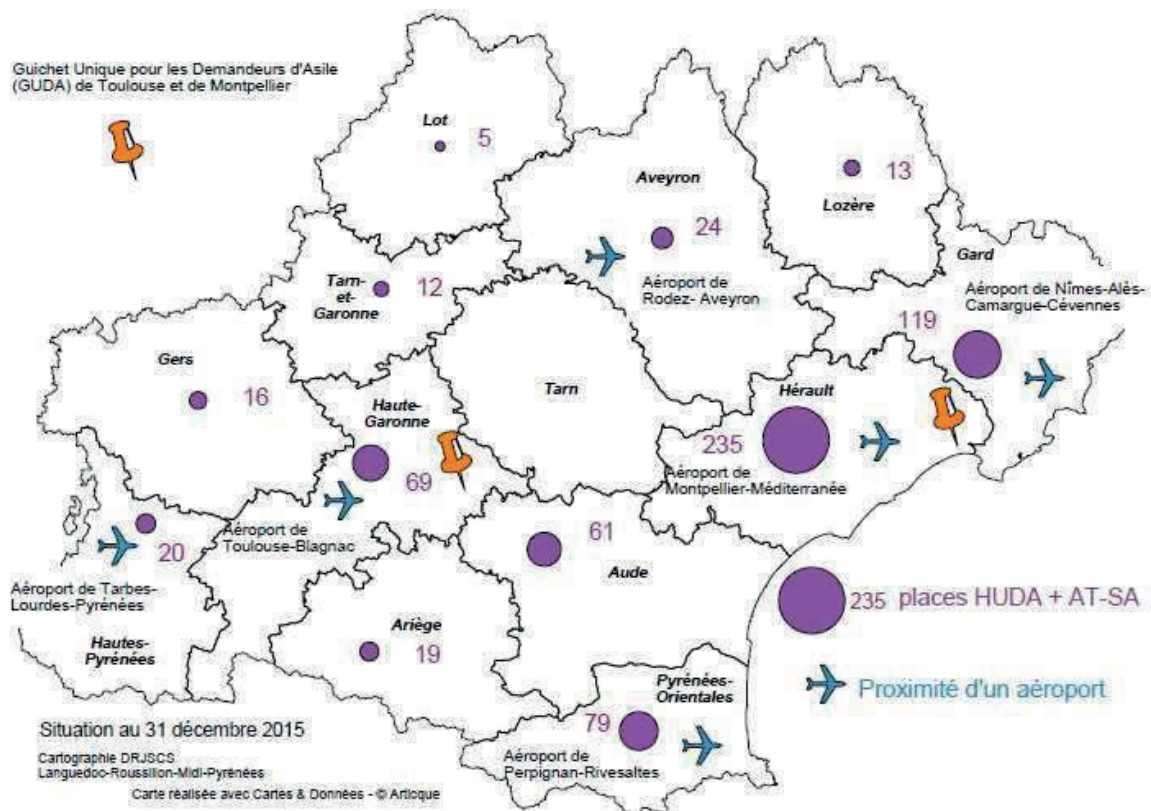 Guichet Unique pour les Demandeurs d'Asile
(GUDA) de Toulouse et de Montpellier
Lot
5
Aveyron
24
Aéroport de
Rodez- Aveyron
13
Lozère
Gard
Aéroport de Nîmes-Alès-
Camargue-Cévennes
119
Tarn-
et-
Garonne
12
Gers
16
Haute-
Garonne
69
Aéroport de
Toulouse-Blagnac
Tarn
Hérault
235
Aéroport de
Montpellier-Méditerranée
20
Aéroport de Tarbes-
Lourdes-Pyrénées
Hautes-
Pyrénées
Ariège
19
61
Aude
Pyrénées-
Orientales
79
Aéroport de
Perpignan-Rivesaltes
235 places HUDA + AT-SA
Proximité d'un aéroport
Situation au 31 décembre 2015
Cartographie DRJSCS
Languedoc-Roussillon-Midi-Pyrénées
Carte réalisée avec Cartes & Données - © Articque